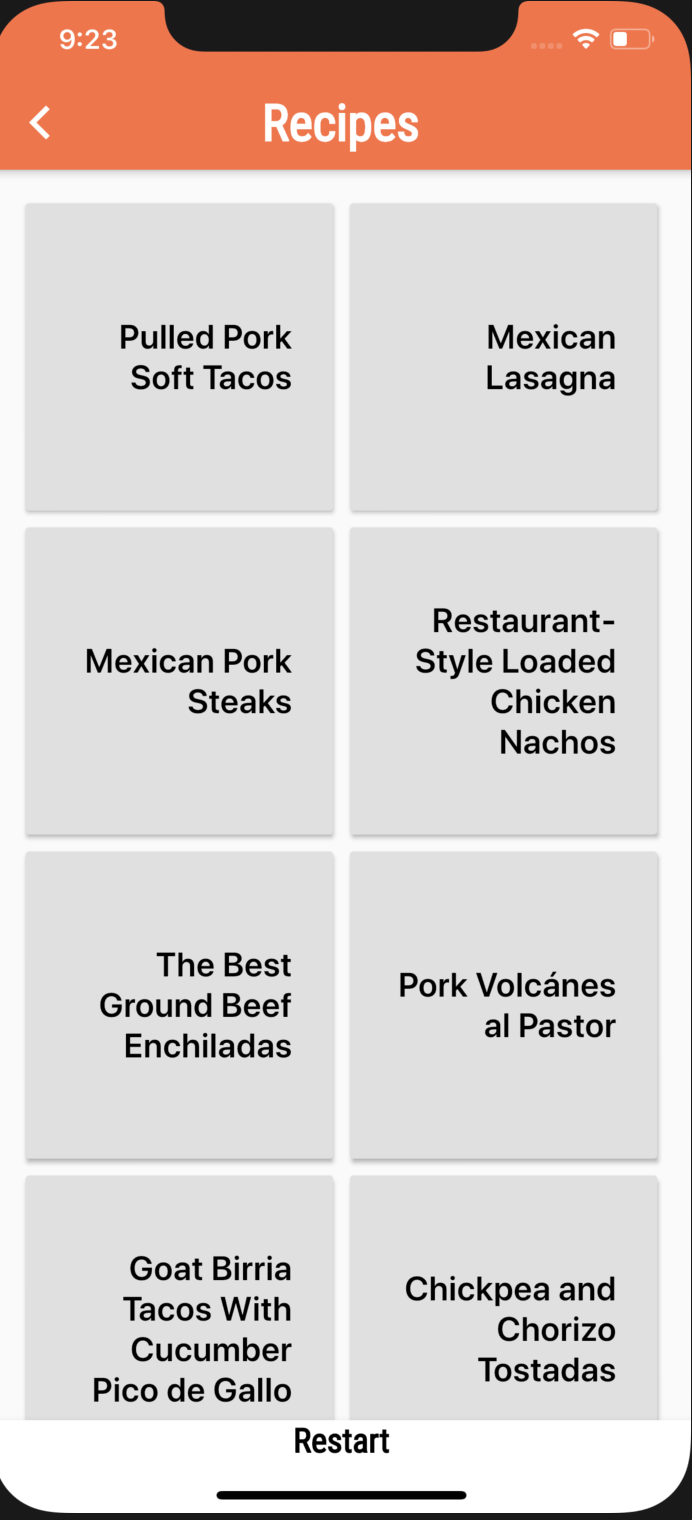 9:23
Recipes
Pulled Pork
Soft Tacos
Mexican
Lasagna
Mexican Pork
Steaks
Restaurant-
Style Loaded
Chicken
Nachos
The Best
Ground Beef
Enchiladas
Pork Volcánes
al Pastor
Goat Birria
Tacos With
Cucumber
Pico de Gallo
Chickpea and
Chorizo
Tostadas
Restart